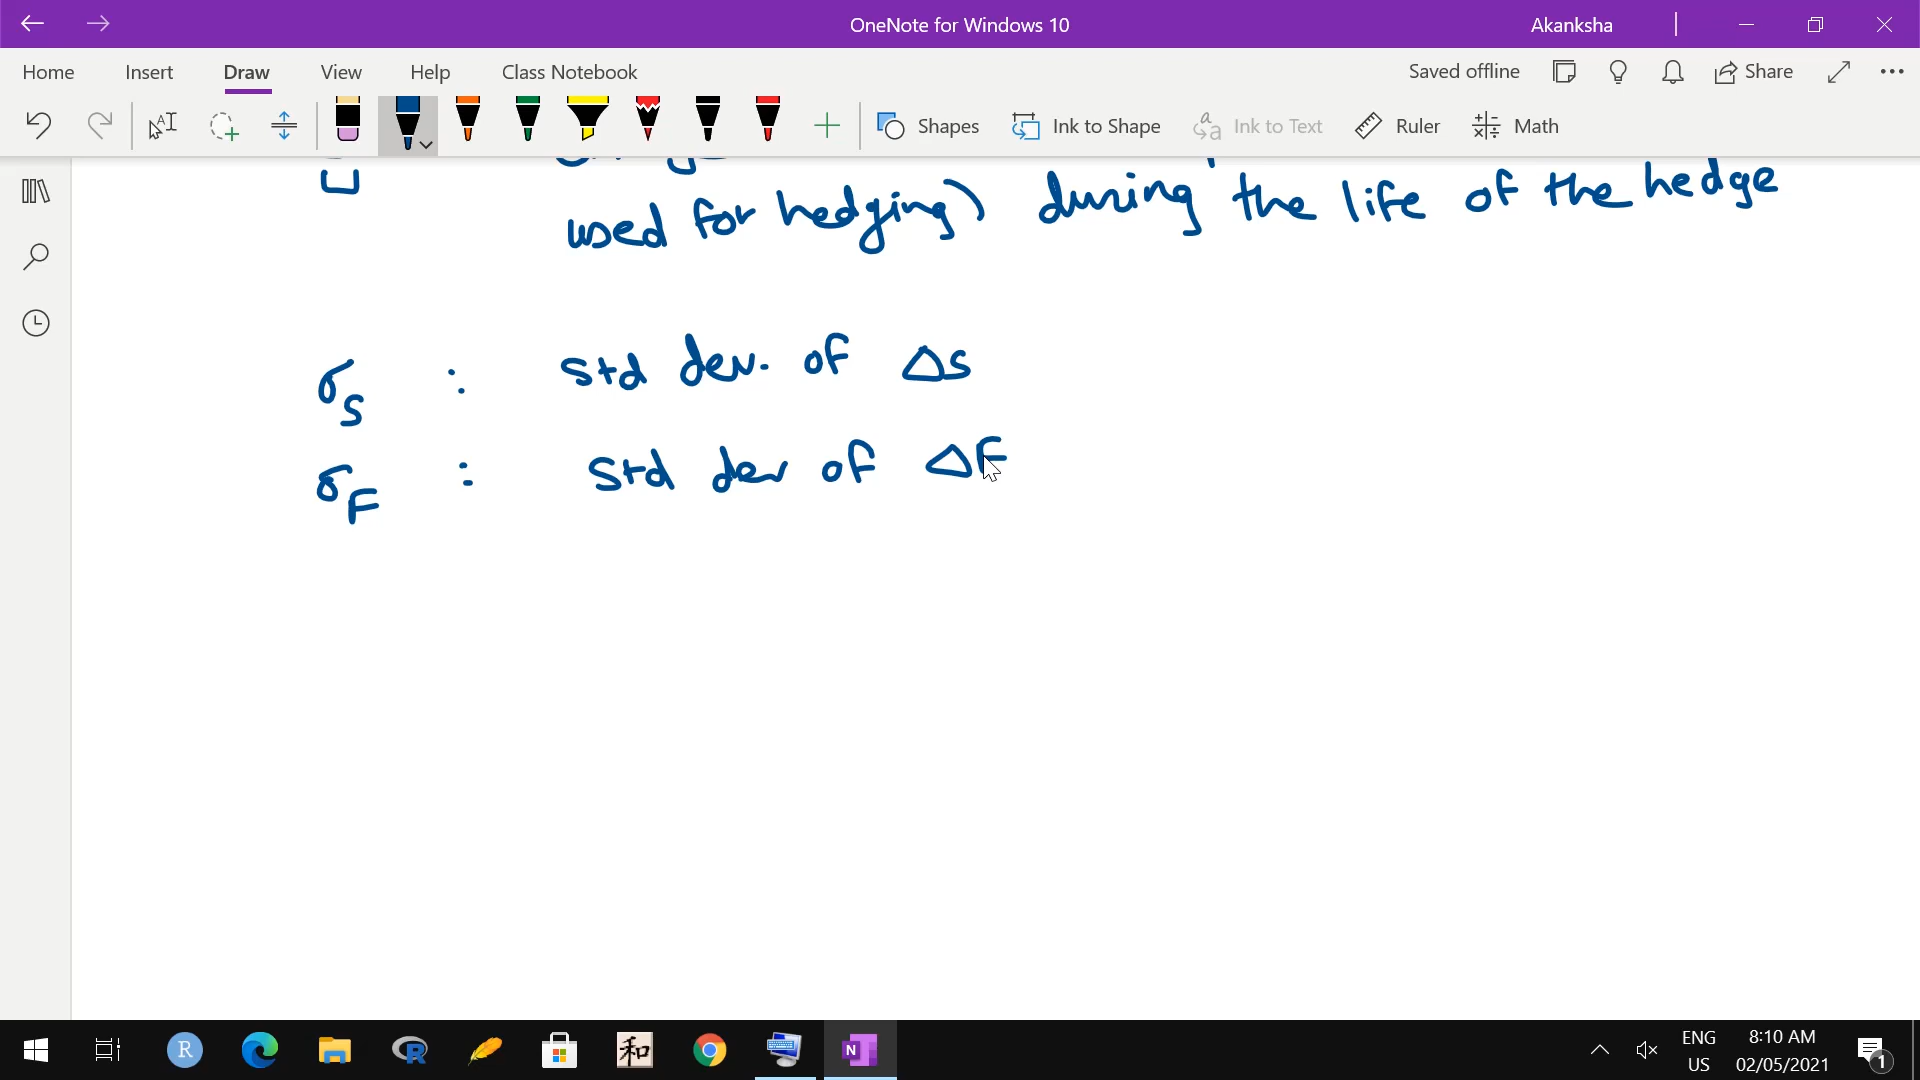 OneNote for Windows 10
Akanksha
Home Insert Draw View Help Class Notebook
Saved offline
Share
Shapes
Ink to Shape
Ink to Text
Ruler
Math
used for hedging) during the life of the hedge
σS : std dev. of ΔS
σF : std dev of ΔF
ENG
US
8:10 AM
02/05/2021
1